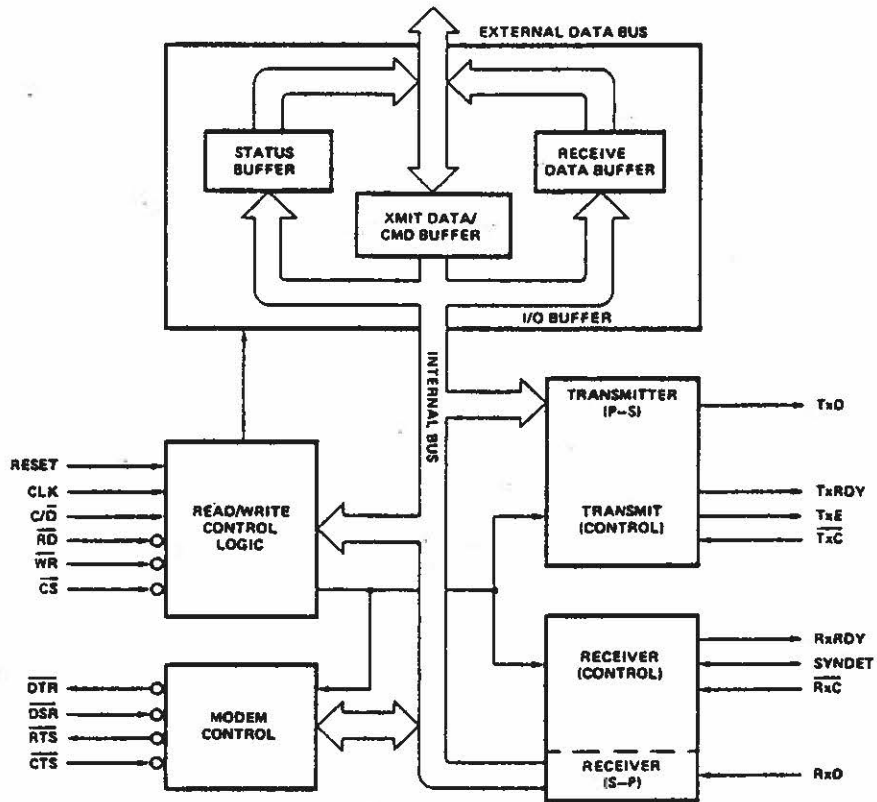 EXTERNAL DATA BUS
STATUS
BUFFER
RECEIVE
DATA BUFFER
XMIT DATA/
CMD BUFFER
I/O BUFFER
INTERNAL BUS
TRANSMITTER
(P-S)
TRANSMIT
(CONTROL)
TxD
TxRDY
TxE
T̅x̅C̅
RESET
CLK
C/D̅
R̅D̅
W̅R̅
C̅S̅
READ/WRITE
CONTROL
LOGIC
D̅T̅R̅
D̅S̅R̅
R̅T̅S̅
C̅T̅S̅
MODEM
CONTROL
RECEIVER
(CONTROL)
RECEIVER
(S-P)
RxRDY
SYNDET
R̅x̅C̅
RxD